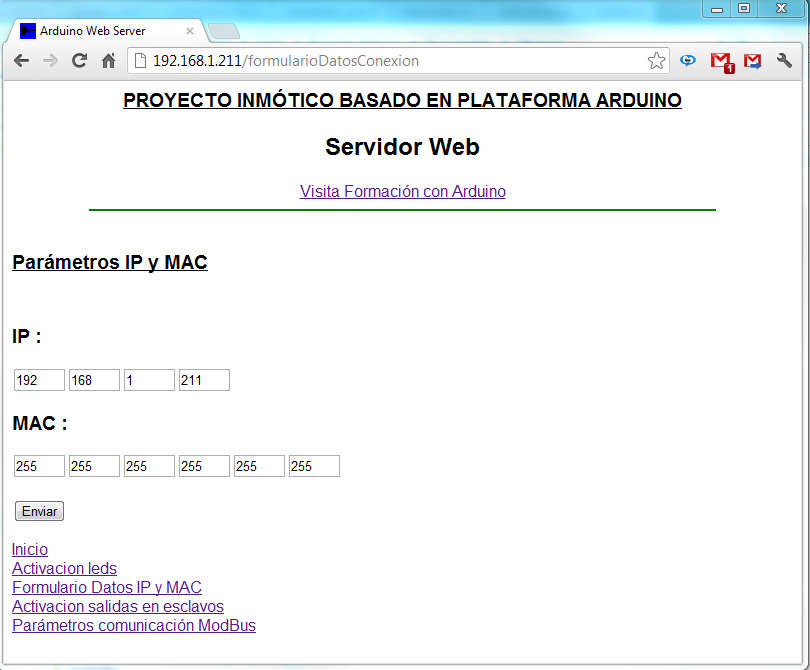 Arduino Web Server
192.168.1.211/formularioDatosConexion
1
PROYECTO INMÓTICO BASADO EN PLATAFORMA ARDUINO
Servidor Web
Visita Formación con Arduino
Parámetros IP y MAC
IP :
192 168 1 211
MAC :
255 255 255 255 255 255
Enviar
Inicio
Activacion leds
Formulario Datos IP y MAC
Activacion salidas en esclavos
Parámetros comunicación ModBus